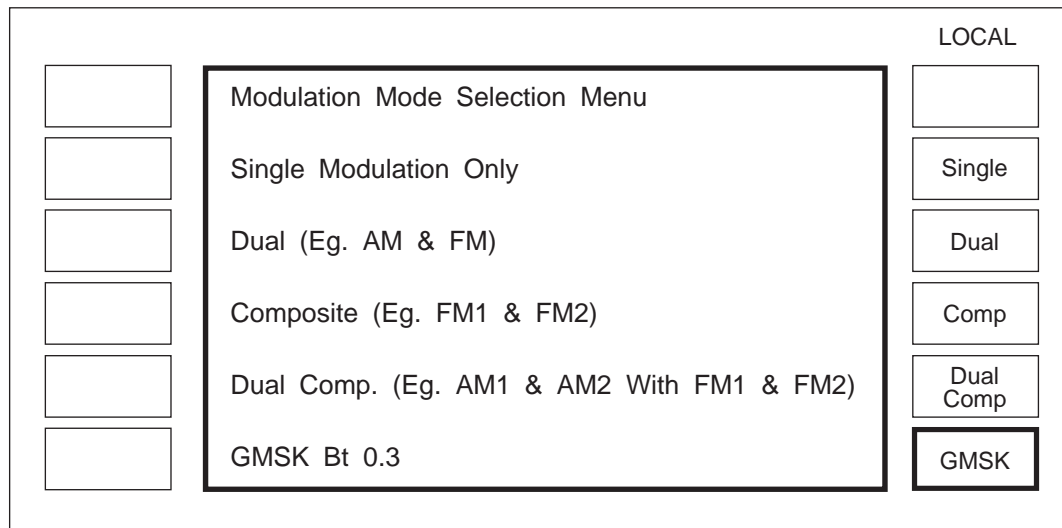 LOCAL
Modulation Mode Selection Menu
Single Modulation Only
Single
Dual (Eg. AM & FM)
Dual
Composite (Eg. FM1 & FM2)
Comp
Dual Comp. (Eg. AM1 & AM2 With FM1 & FM2)
Dual
Comp
GMSK Bt 0.3
GMSK